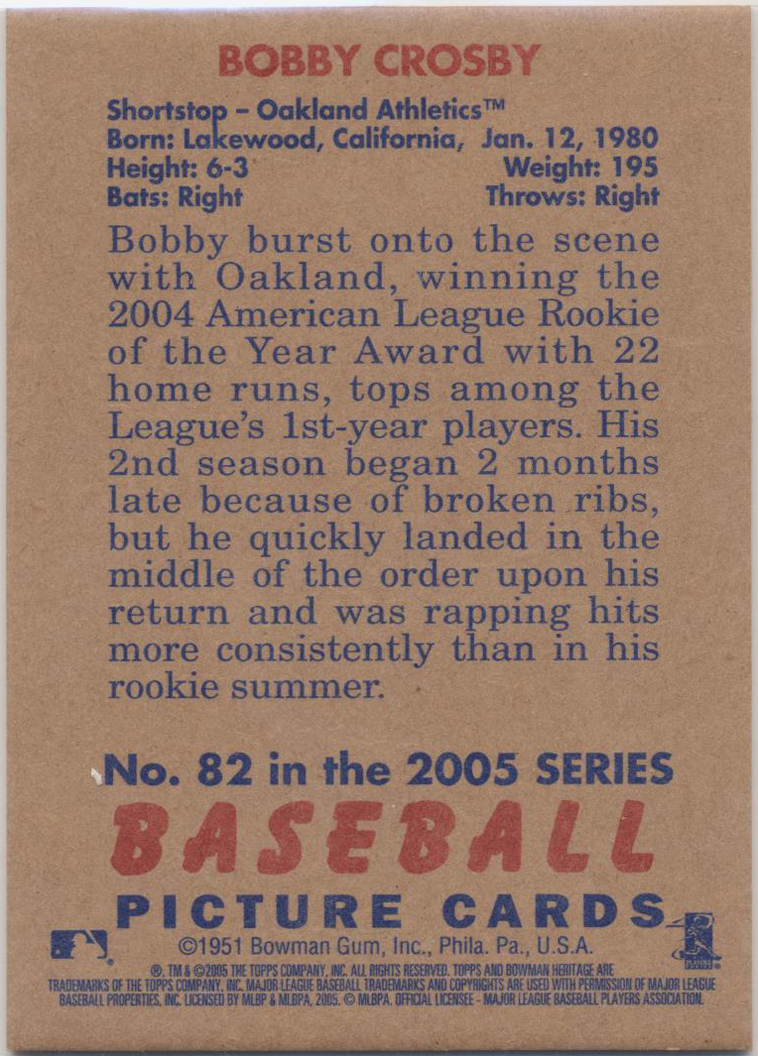 BOBBY CROSBY
Shortstop – Oakland Athletics™
Born: Lakewood, California, Jan. 12, 1980
Height: 6-3 Weight: 195
Bats: Right Throws: Right
Bobby burst onto the scene
with Oakland, winning the
2004 American League Rookie
of the Year Award with 22
home runs, tops among the
League's 1st-year players. His
2nd season began 2 months
late because of broken ribs,
but he quickly landed in the
middle of the order upon his
return and was rapping hits
more consistently than in his
rookie summer.
No. 82 in the 2005 SERIES
BASEBALL
PICTURE CARDS
©1951 Bowman Gum, Inc., Phila. Pa., U.S.A.
®, TM & ©2005 THE TOPPS COMPANY, INC. ALL RIGHTS RESERVED. TOPPS AND BOWMAN HERITAGE ARE
TRADEMARKS OF THE TOPPS COMPANY, INC. MAJOR LEAGUE BASEBALL TRADEMARKS AND COPYRIGHTS ARE USED WITH PERMISSION OF MAJOR LEAGUE
BASEBALL PROPERTIES, INC. LICENSED BY MLBP & MLBPA, 2005. © MLBPA. OFFICIAL LICENSEE - MAJOR LEAGUE BASEBALL PLAYERS ASSOCIATION.